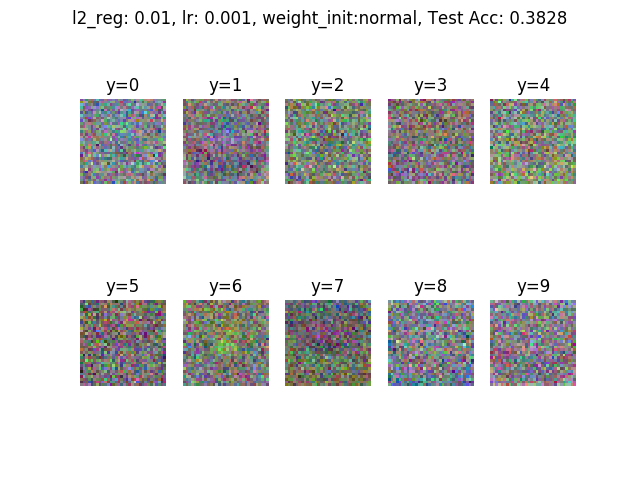 l2_reg: 0.01, lr: 0.001, weight_init:normal, Test Acc: 0.3828
y=0 y=1 y=2 y=3 y=4
y=5 y=6 y=7 y=8 y=9